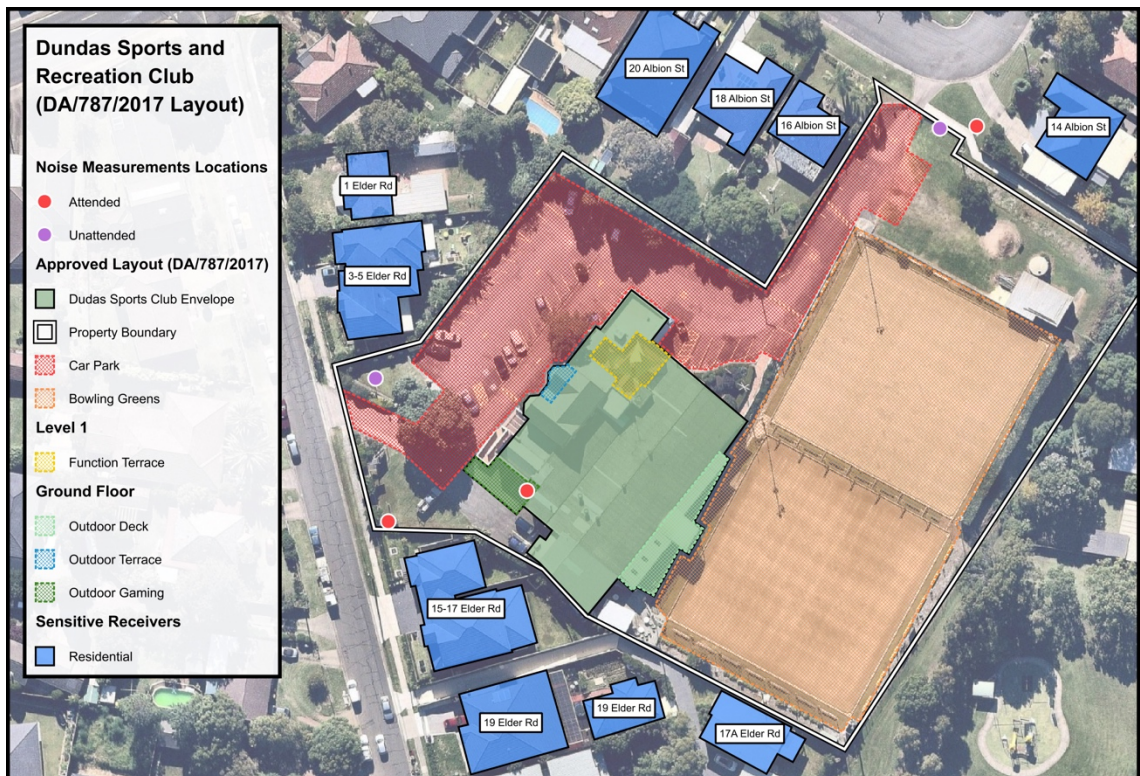 Dundas Sports and
Recreation Club
(DA/787/2017 Layout)
Noise Measurements Locations
Attended
Unattended
Approved Layout (DA/787/2017)
Dudas Sports Club Envelope
Property Boundary
Car Park
Bowling Greens
Level 1
Function Terrace
Ground Floor
Outdoor Deck
Outdoor Terrace
Outdoor Gaming
Sensitive Receivers
Residential
20 Albion St
18 Albion St
16 Albion St
14 Albion St
1 Elder Rd
3-5 Elder Rd
15-17 Elder Rd
19 Elder Rd
19 Elder Rd
17A Elder Rd